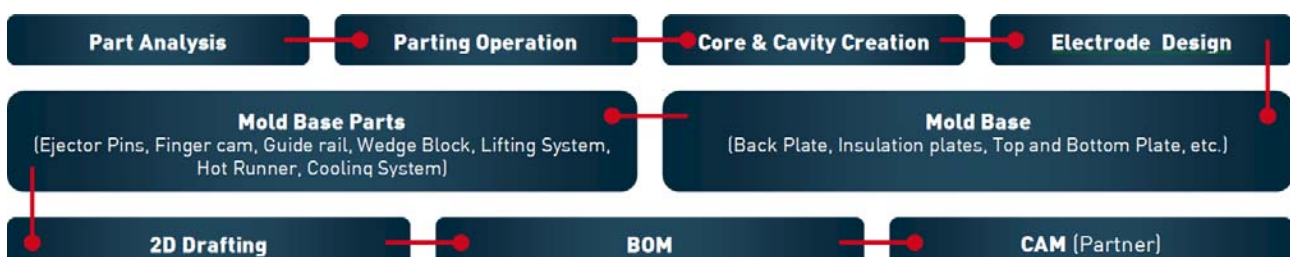 Part Analysis
Parting Operation
Core & Cavity Creation
Electrode Design
Mold Base Parts
(Ejector Pins, Finger cam, Guide rail, Wedge Block, Lifting System,
Hot Runner, Cooling System)
Mold Base
(Back Plate, Insulation plates, Top and Bottom Plate, etc.)
2D Drafting
BOM
CAM (Partner)